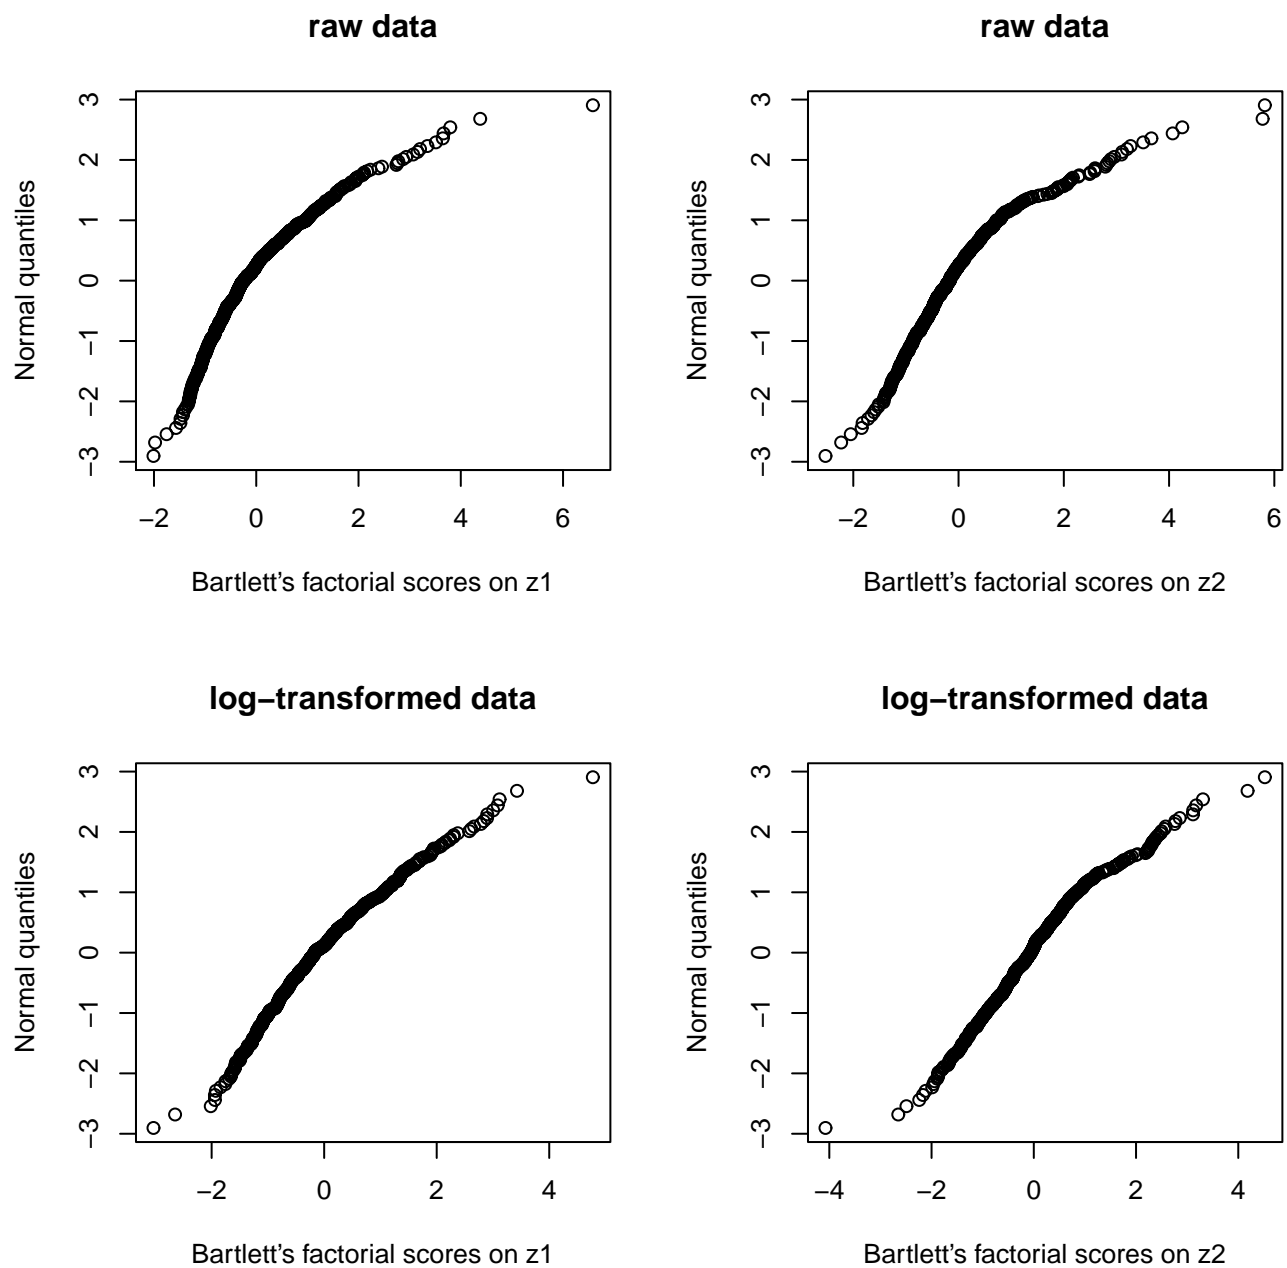 raw data
3
2
1
0
−1
−2
−3
Normal quantiles
−2 0 2 4 6
Bartlett’s factorial scores on z1
raw data
3
2
1
0
−1
−2
−3
Normal quantiles
−2 0 2 4 6
Bartlett’s factorial scores on z2
log−transformed data
3
2
1
0
−1
−2
−3
Normal quantiles
−2 0 2 4
Bartlett’s factorial scores on z1
log−transformed data
3
2
1
0
−1
−2
−3
Normal quantiles
−4 −2 0 2 4
Bartlett’s factorial scores on z2